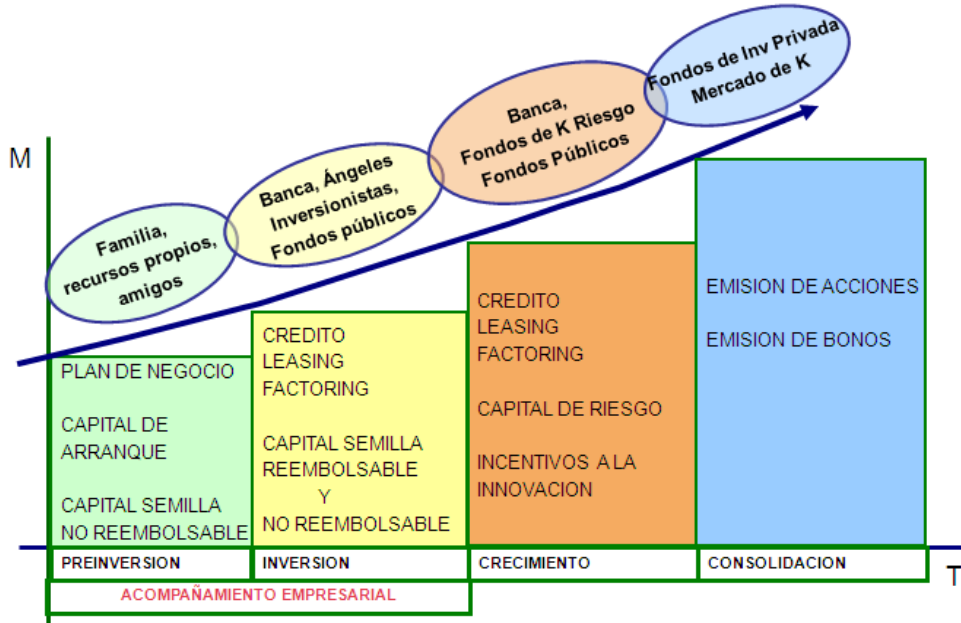 Fondos de Inv Privada
Mercado de K
Banca,
Fondos de K Riesgo
Fondos Públicos
Banca, Ángeles
Inversionistas,
Fondos públicos
Familia,
recursos propios,
amigos
M
PLAN DE NEGOCIO
CAPITAL DE
ARRANQUE
CAPITAL SEMILLA
NO REEMBOLSABLE
CREDITO
LEASING
FACTORING
CAPITAL SEMILLA
REEMBOLSABLE
Y
NO REEMBOLSABLE
CREDITO
LEASING
FACTORING
CAPITAL DE RIESGO
INCENTIVOS A LA
INNOVACION
EMISION DE ACCIONES
EMISION DE BONOS
PREINVERSION
INVERSION
CRECIMIENTO
CONSOLIDACION
T
ACOMPAÑAMIENTO EMPRESARIAL